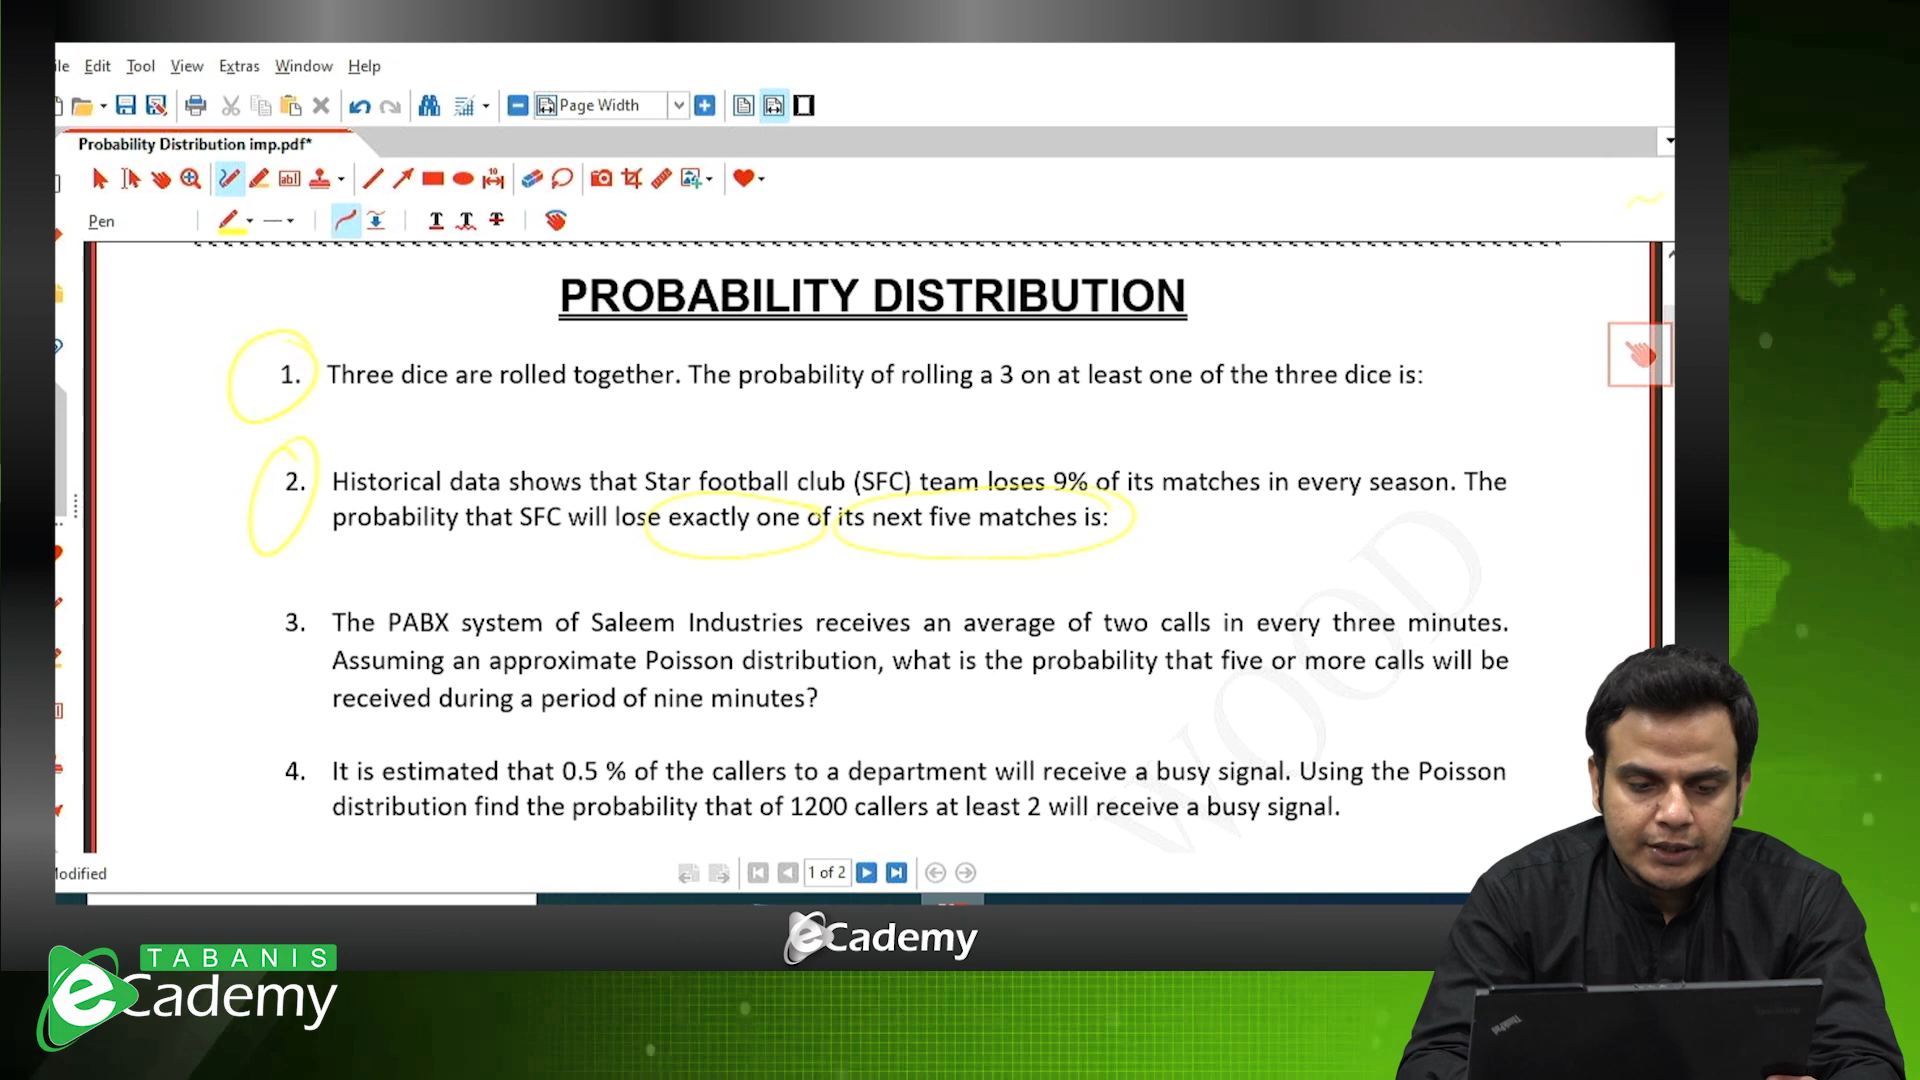 ile Edit Tool View Extras Window Help
Page Width
Probability Distribution imp.pdf*
Pen
PROBABILITY DISTRIBUTION
1. Three dice are rolled together. The probability of rolling a 3 on at least one of the three dice is:
2. Historical data shows that Star football club (SFC) team loses 9% of its matches in every season. The
probability that SFC will lose exactly one of its next five matches is:
3. The PABX system of Saleem Industries receives an average of two calls in every three minutes.
Assuming an approximate Poisson distribution, what is the probability that five or more calls will be
received during a period of nine minutes?
4. It is estimated that 0.5 % of the callers to a department will receive a busy signal. Using the Poisson
distribution find the probability that of 1200 callers at least 2 will receive a busy signal.
WOOD
Modified
1 of 2
eCademy
TABANIS
eCademy
ThinkPad